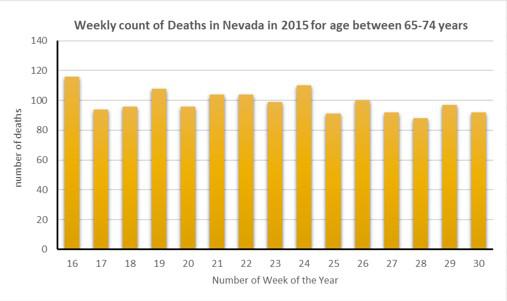 Weekly count of Deaths in Nevada in 2015 for age between 65-74 years
140
120
100
80
60
40
20
0
number of deaths
16 17 18 19 20 21 22 23 24 25 26 27 28 29 30
Number of Week of the Year